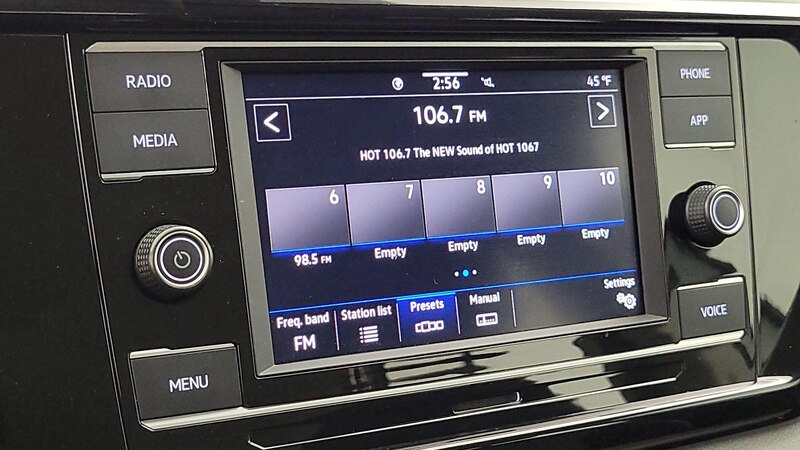 RADIO
MEDIA
MENU
2:56
45°F
106.7 FM
HOT 106.7 The NEW Sound of HOT 1067
6 7 8 9 10
98.5 FM Empty Empty Empty Empty
Freq. band Station list Presets Manual Settings
FM
PHONE
APP
VOICE